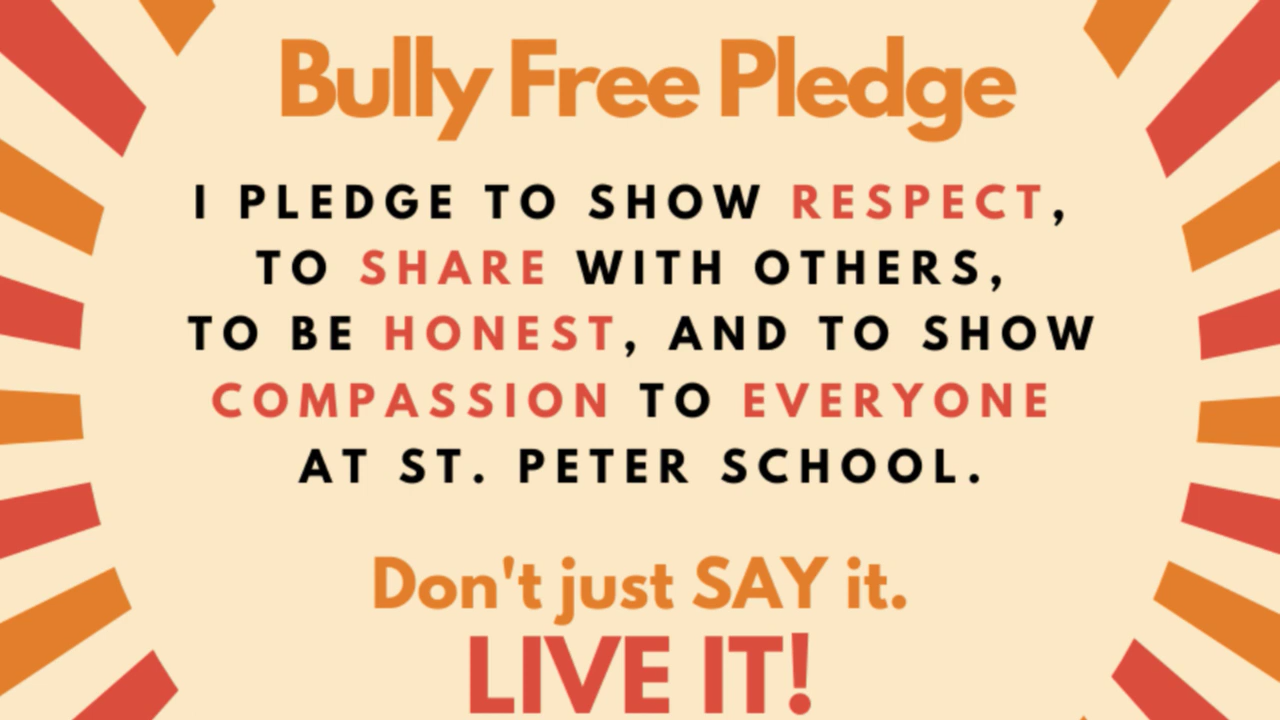 Bully Free Pledge
I PLEDGE TO SHOW RESPECT,
TO SHARE WITH OTHERS,
TO BE HONEST, AND TO SHOW
COMPASSION TO EVERYONE
AT ST. PETER SCHOOL.
Don't just SAY it.
LIVE IT!